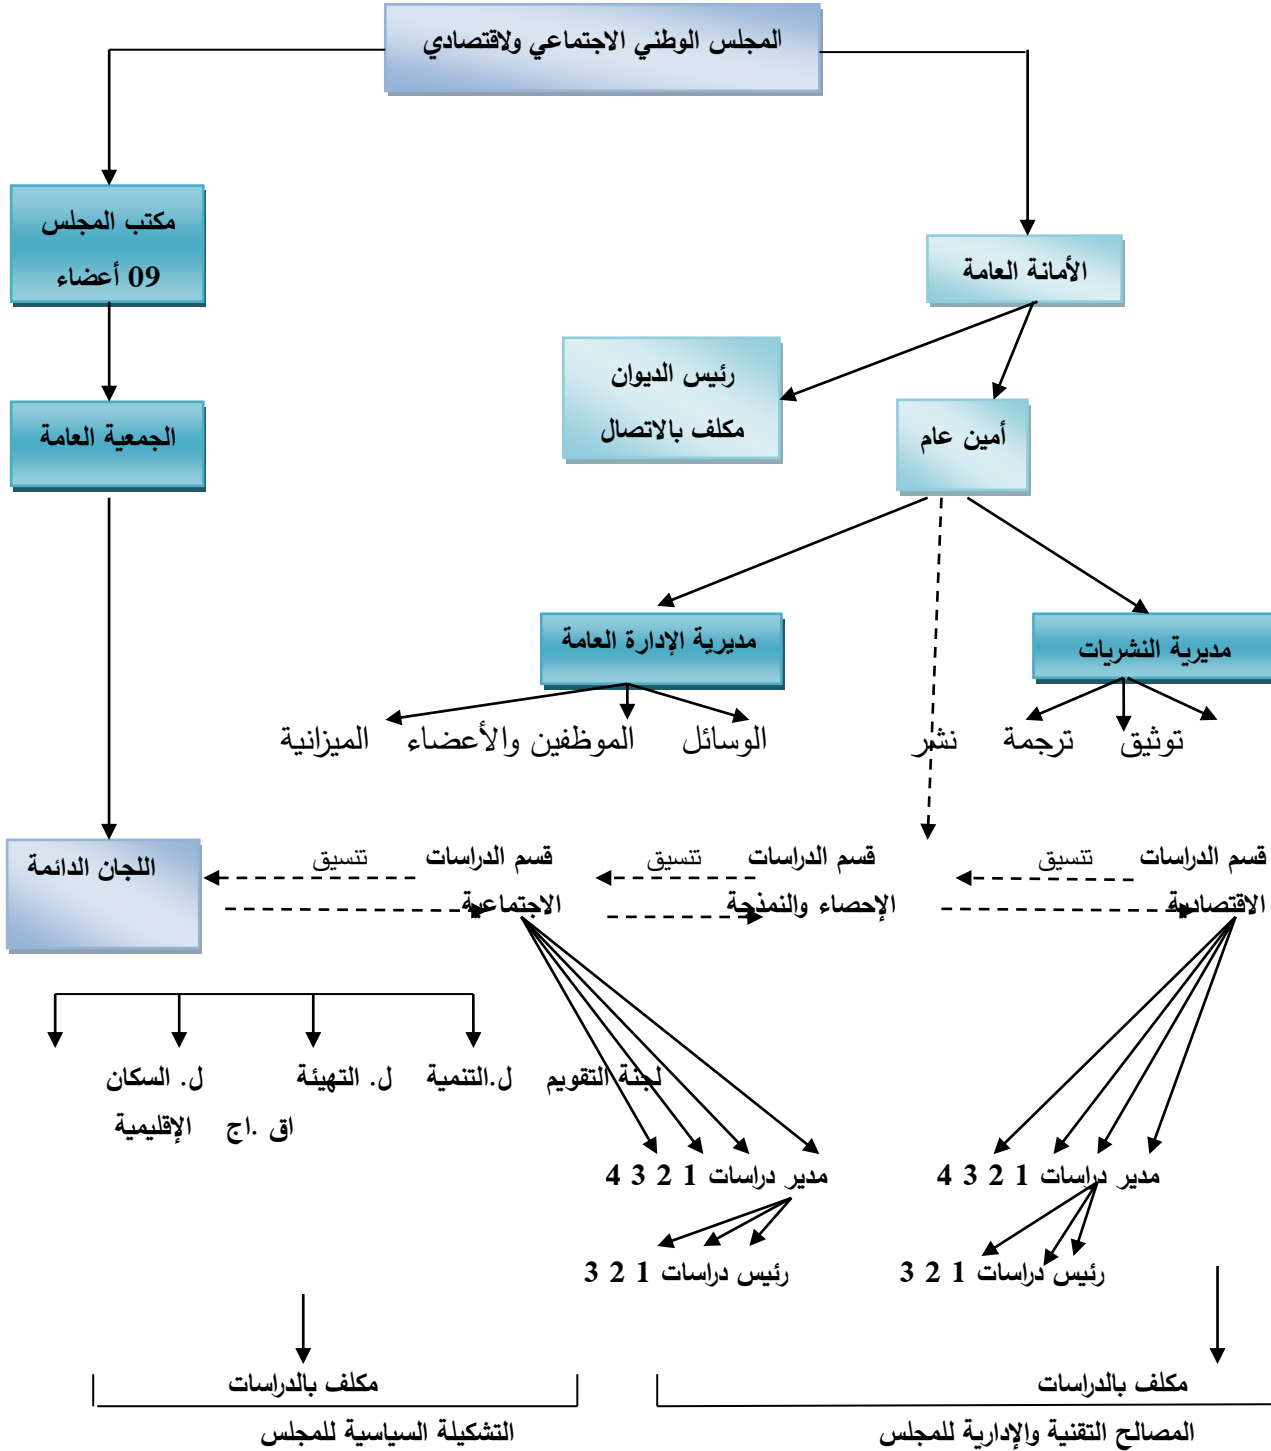 المجلس الوطني الاجتماعي ولاقتصادي
مكتب المجلس
09 أعضاء
الأمانة العامة
رئيس الديوان
مكلف بالاتصال
الجمعية العامة
أمين عام
مديرية النشريات
مديرية الإدارة العامة
توثيق ترجمة نشر
الوسائل الموظفين والأعضاء الميزانية
قسم الدراسات تنسيق قسم الدراسات تنسيق قسم الدراسات تنسيق
الاقتصادية الإحصاء والنمذجة الاجتماعية
اللجان الدائمة
لجنة التقويم ل.التنمية ل. التهيئة ل. السكان
اق .اج الإقليمية
مدير دراسات 1 2 3 4
مدير دراسات 1 2 3 4
رئيس دراسات 1 2 3
رئيس دراسات 1 2 3
مكلف بالدراسات
مكلف بالدراسات
المصالح التقنية والإدارية للمجلس
التشكيلة السياسية للمجلس